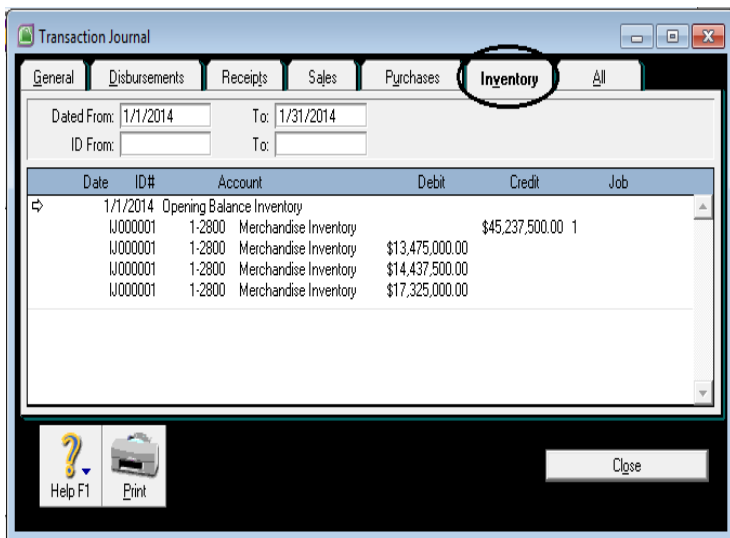 Transaction Journal
General Disbursements Receipts Sales Purchases Inventory All
Dated From: 1/1/2014 To: 1/31/2014
ID From: To:
Date ID# Account Debit Credit Job
1/1/2014 Opening Balance Inventory
IJ000001 1-2800 Merchandise Inventory $45,237,500.00 1
IJ000001 1-2800 Merchandise Inventory $13,475,000.00
IJ000001 1-2800 Merchandise Inventory $14,437,500.00
IJ000001 1-2800 Merchandise Inventory $17,325,000.00
Help F1 Print Close